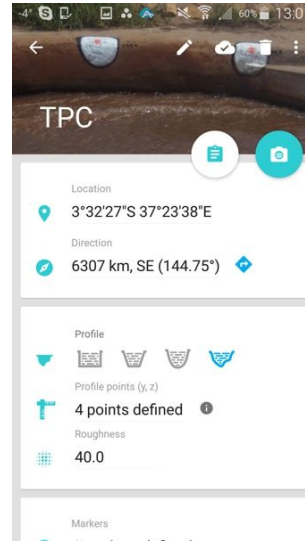 -4°
60%
13:0
TPC
Location
3°32'27"S 37°23'38"E
Direction
6307 km, SE (144.75°)
Profile
Profile points (y, z)
4 points defined
Roughness
40.0
Markers